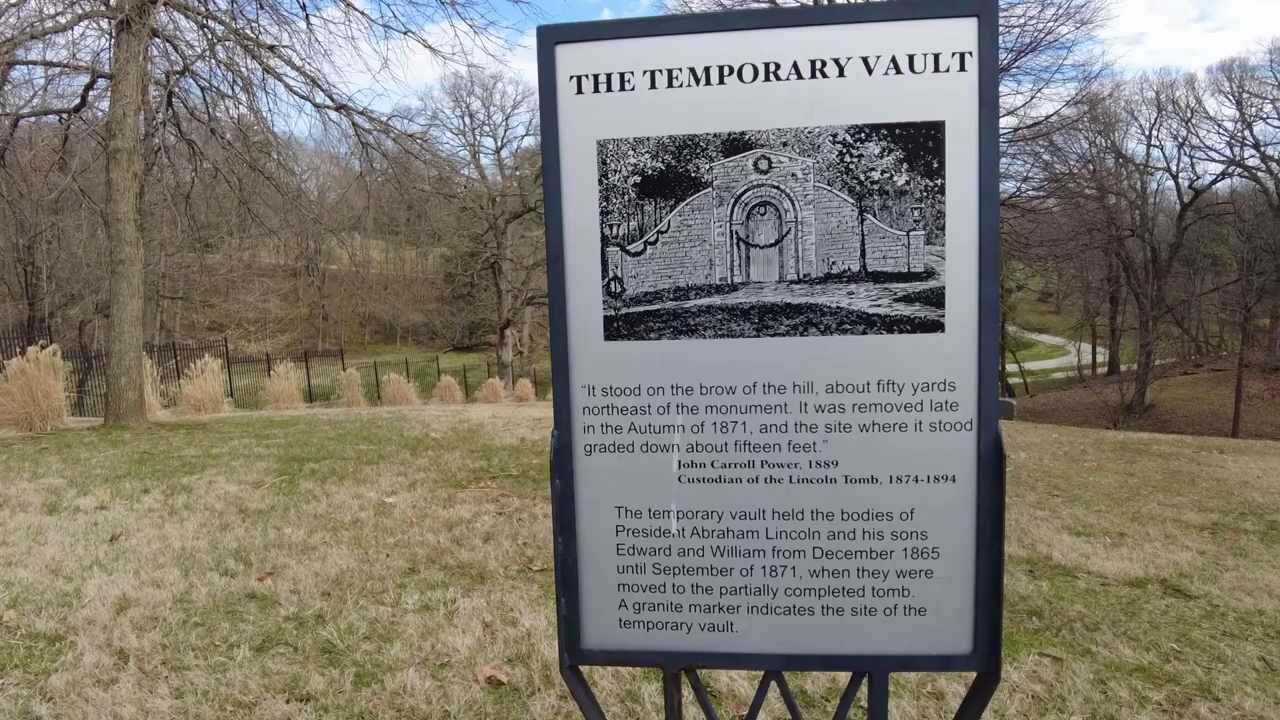 THE TEMPORARY VAULT
“It stood on the brow of the hill, about fifty yards
northeast of the monument. It was removed late
in the Autumn of 1871, and the site where it stood
graded down about fifteen feet.”
John Carroll Power, 1889
Custodian of the Lincoln Tomb, 1874-1894
The temporary vault held the bodies of
President Abraham Lincoln and his sons
Edward and William from December 1865
until September of 1871, when they were
moved to the partially completed tomb.
A granite marker indicates the site of the
temporary vault.